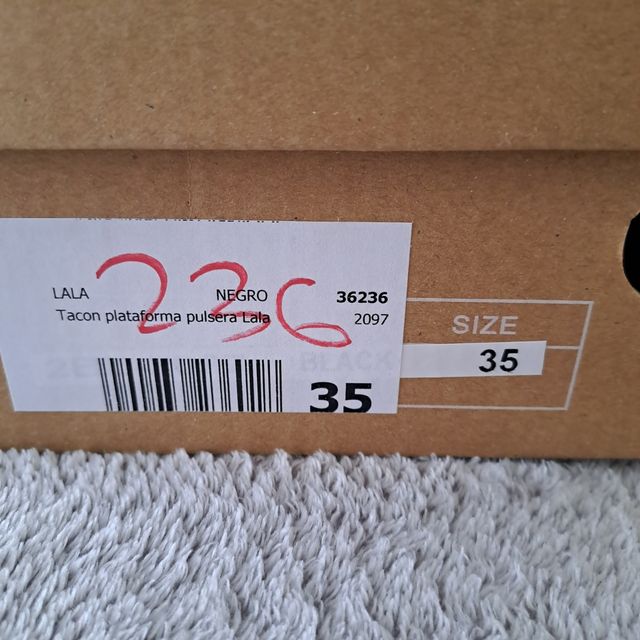 236
LALA NEGRO 36236
Tacon plataforma pulsera Lala 2097
BLACK
35
SIZE
35